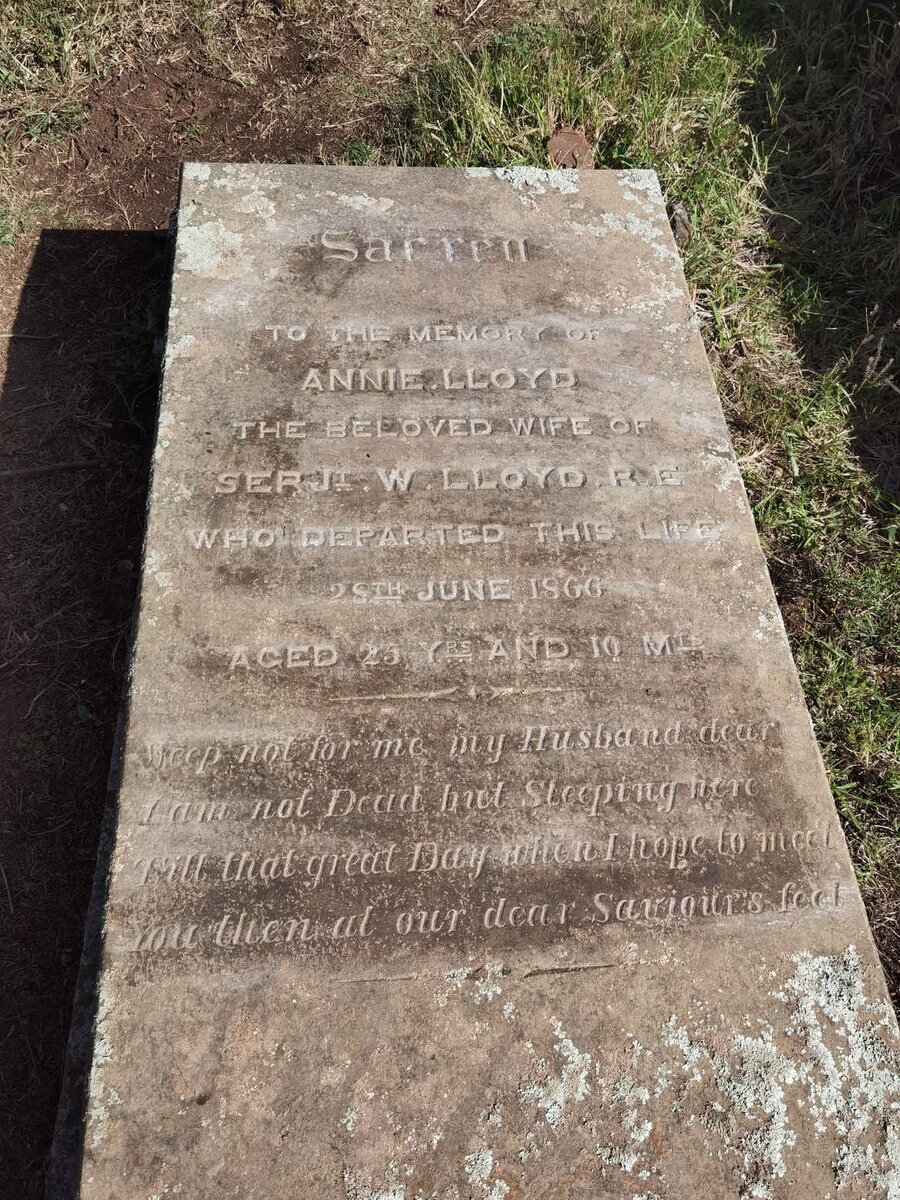 Sacred
TO THE MEMORY OF
ANNIE.LLOYD
THE BELOVED WIFE OF
SERJT. W. LLOYD. R.E
WHO DEPARTED THIS LIFE
28TH JUNE 1866
AGED 25 YRS AND 10 MTS
Weep not for me my Husband dear
I am not Dead but Sleeping here
Till that great Day when I hope to meet
You then at our dear Saviour's feet